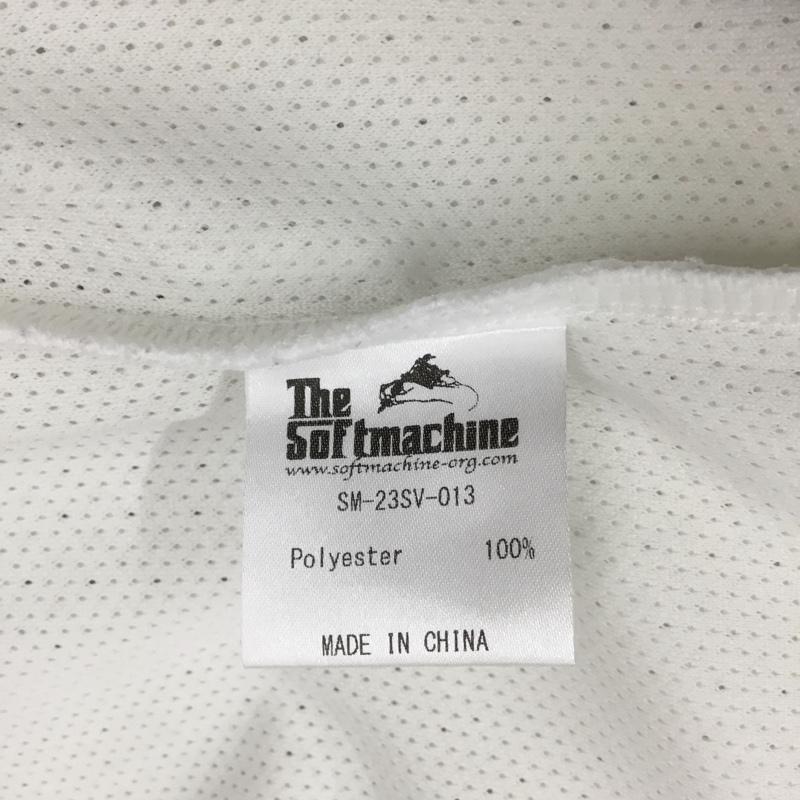 The
Softmachine
www.softmachine-org.com
SM-23SV-013
Polyester 100%
MADE IN CHINA